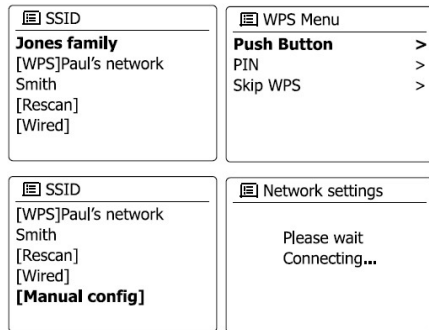 SSID
Jones family
[WPS]Paul's network
Smith
[Rescan]
[Wired]
WPS Menu
Push Button >
PIN >
Skip WPS >
SSID
[WPS]Paul's network
Smith
[Rescan]
[Wired]
[Manual config]
Network settings
Please wait
Connecting...